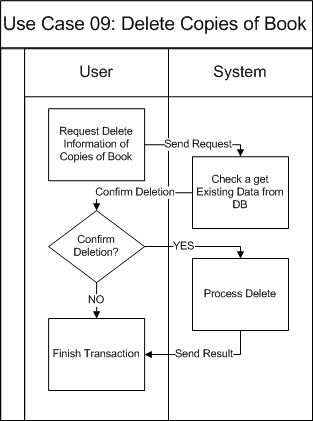 Use Case 09: Delete Copies of Book
User
System
Request Delete
Information of
Copies of Book
Send Request
Check a get
Existing Data from
DB
Confirm Deletion
Confirm
Deletion?
YES
Process Delete
NO
Finish Transaction
Send Result